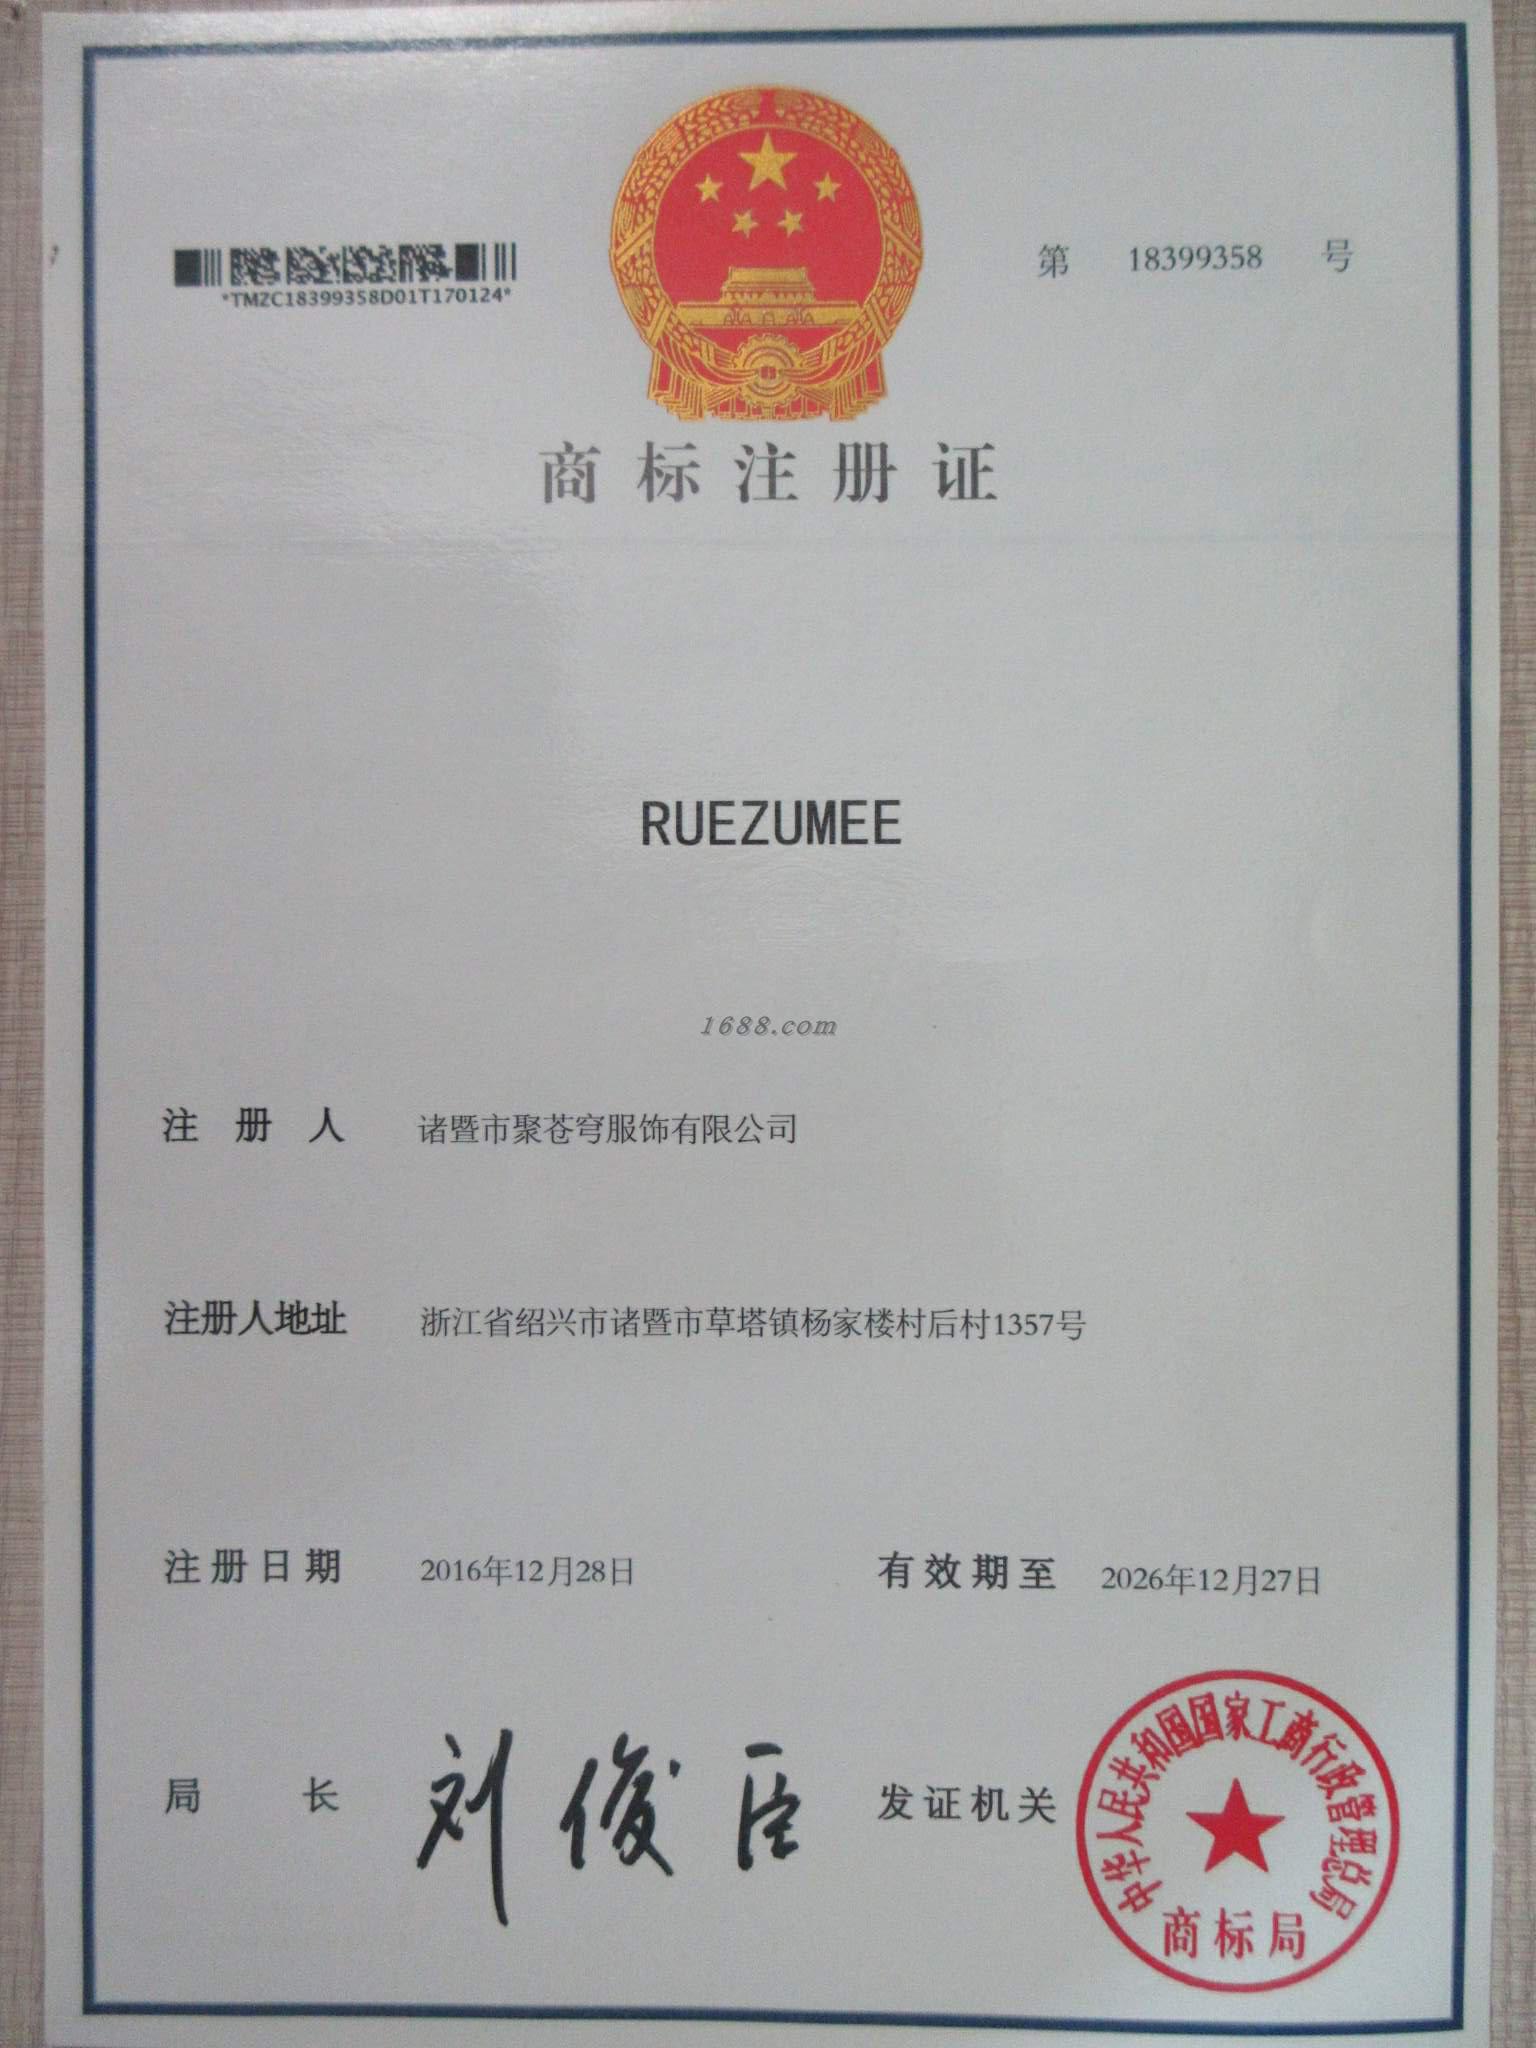 *TMZC18399358D01T170124*
第 18399358 号
商标注册证
RUEZUMEE
1688.com
注册人 诸暨市聚苍穹服饰有限公司
注册人地址 浙江省绍兴市诸暨市草塔镇杨家楼村后村1357号
注册日期 2016年12月28日 有效期至 2026年12月27日
局长 刘俊臣 发证机关
中华人民共和国国家工商行政管理总局
商标局